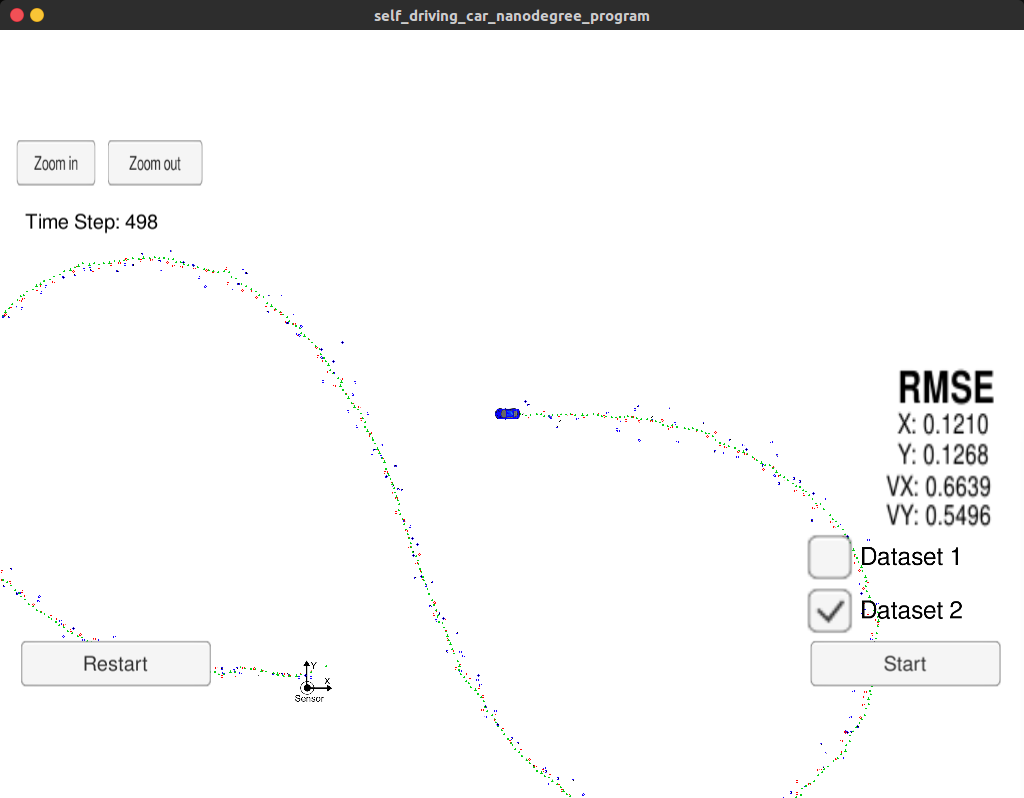 self_driving_car_nanodegree_program
Zoom in
Zoom out
Time Step: 498
RMSE
X: 0.1210
Y: 0.1268
VX: 0.6639
VY: 0.5496
Dataset 1
Dataset 2
Restart
Start
Y
X
Sensor